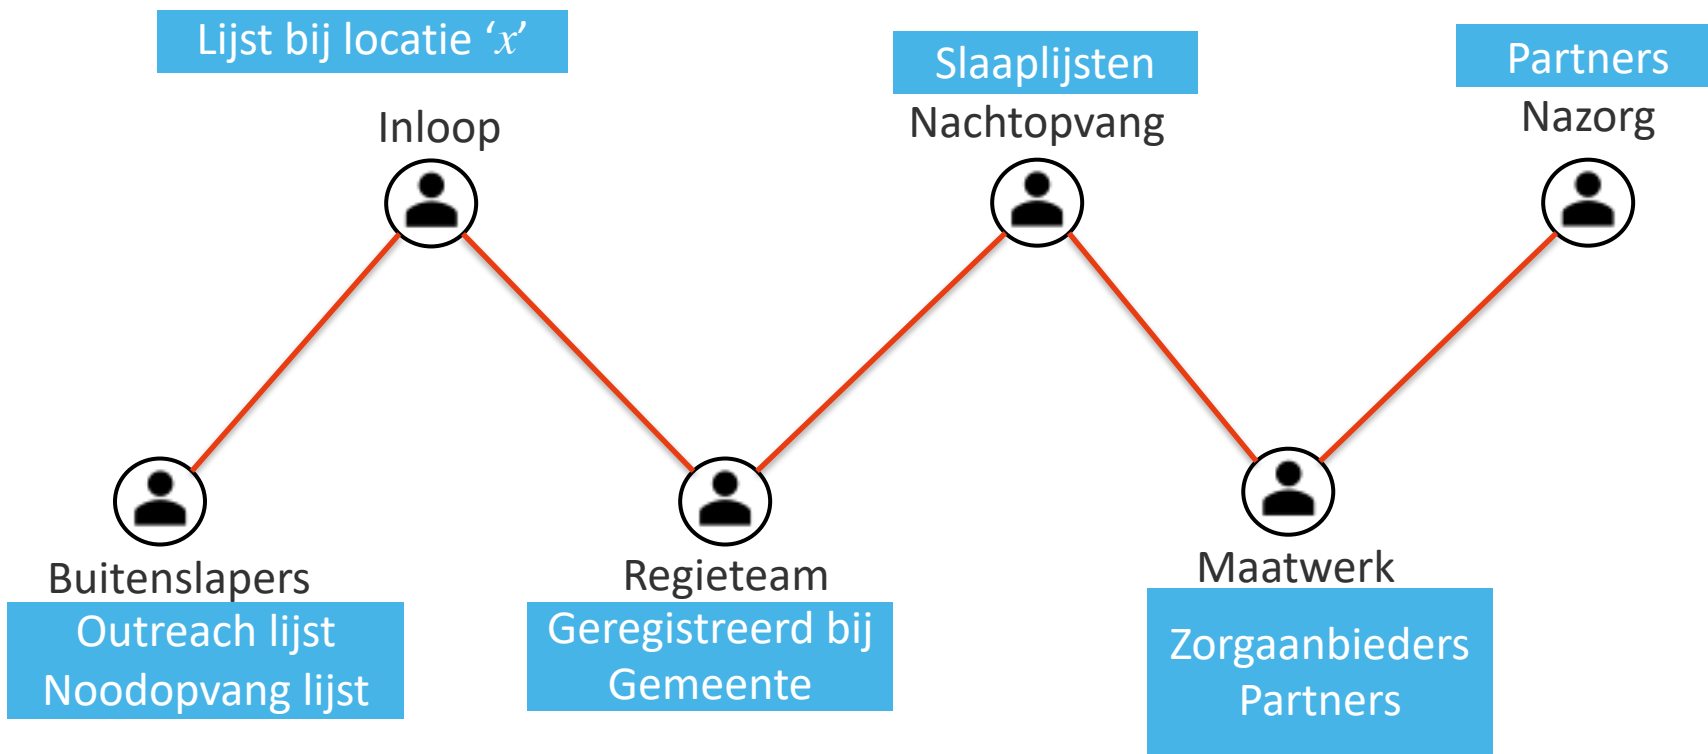 Lijst bij locatie ‘x’
Inloop
Slaaplijsten
Nachtopvang
Partners
Nazorg
Buitenslapers
Outreach lijst
Noodopvang lijst
Regieteam
Geregistreerd bij
Gemeente
Maatwerk
Zorgaanbieders
Partners